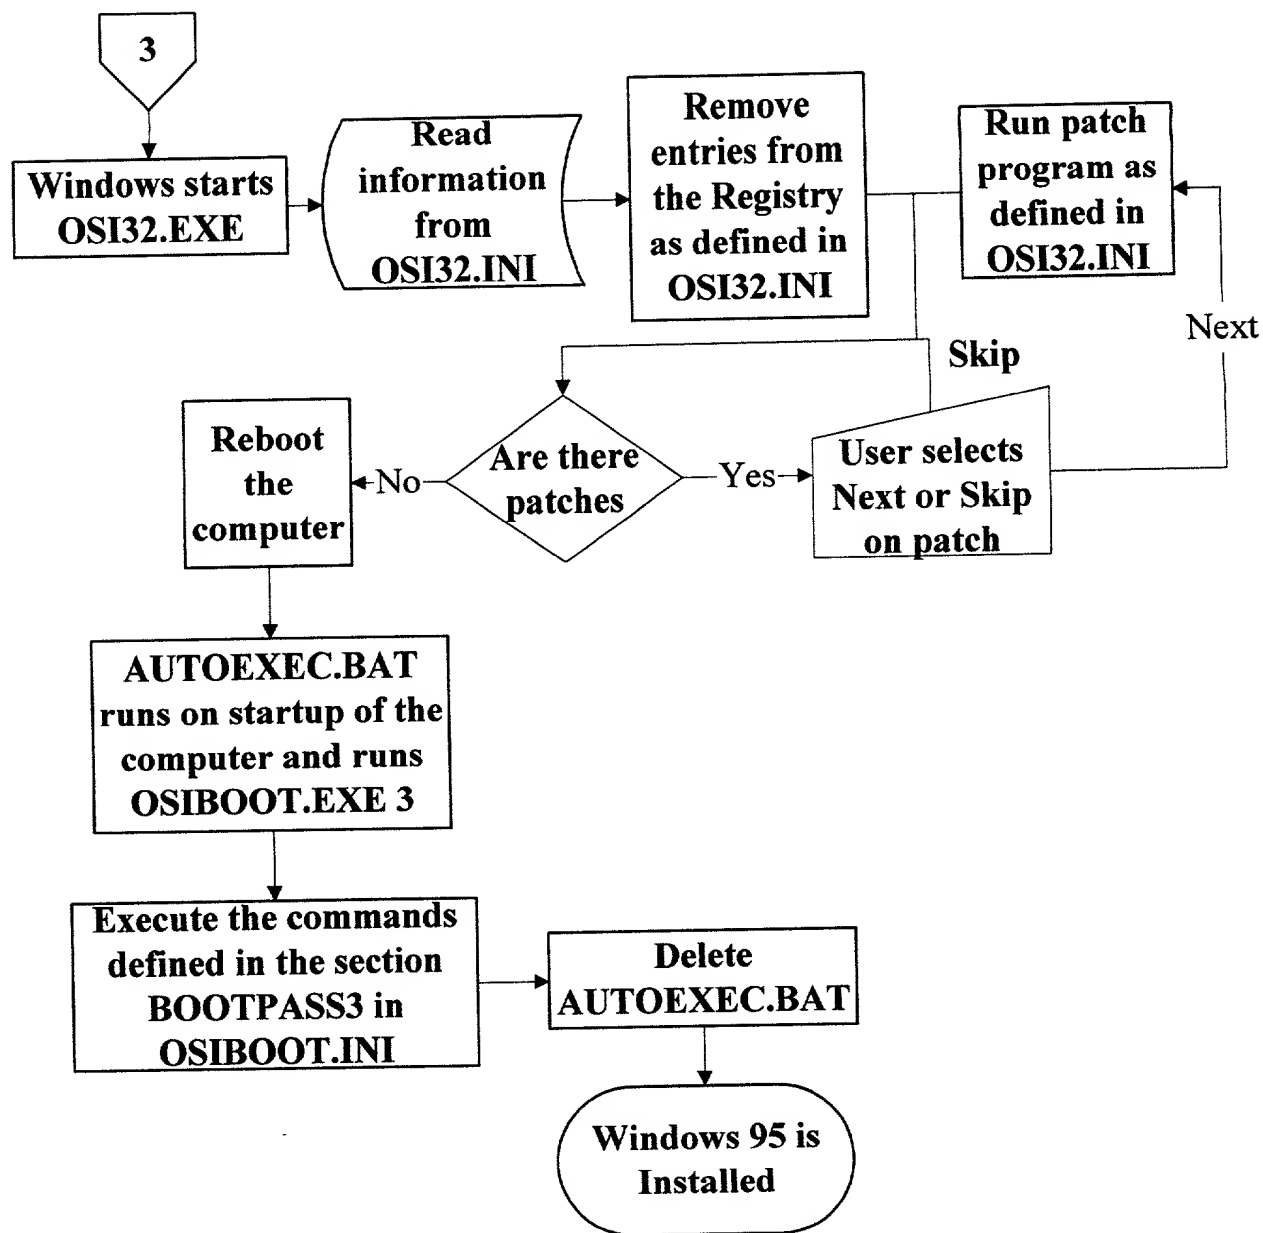 3
Windows starts
OSI32.EXE
Read
information
from
OSI32.INI
Remove
entries from
the Registry
as defined in
OSI32.INI
Run patch
program as
defined in
OSI32.INI
Next
Skip
Are there
patches
Yes
User selects
Next or Skip
on patch
No
Reboot
the
computer
AUTOEXEC.BAT
runs on startup of the
computer and runs
OSIBOOT.EXE 3
Execute the commands
defined in the section
BOOTPASS3 in
OSIBOOT.INI
Delete
AUTOEXEC.BAT
Windows 95 is
Installed